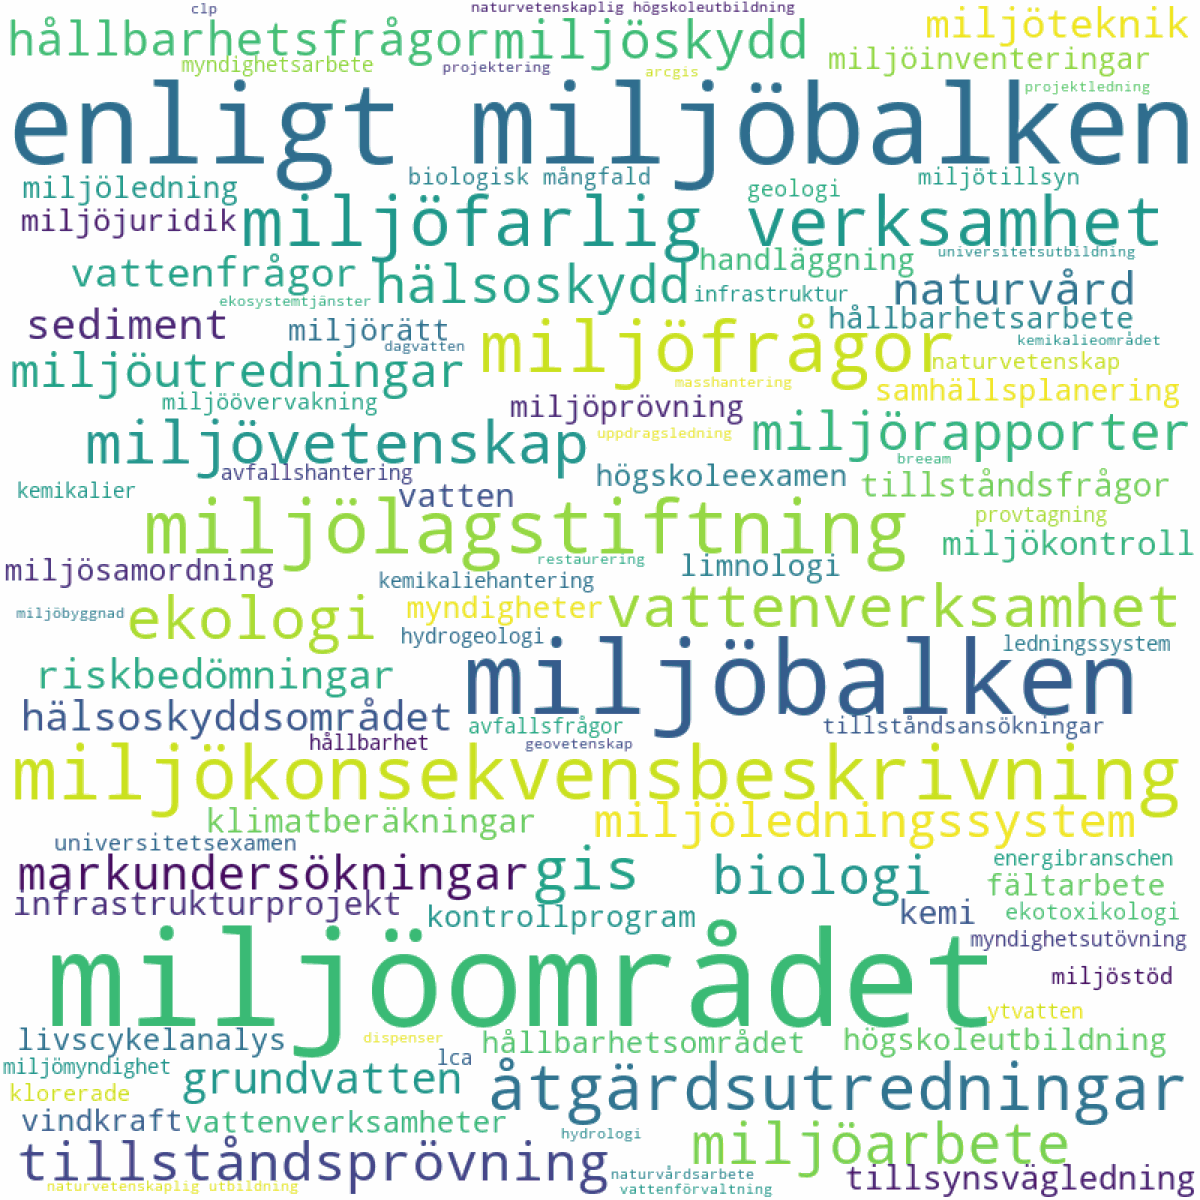 clp
naturvetenskaplig högskoleutbildning
hållbarhetsfrågor
miljöskydd
miljöteknik
myndighetsarbete
projektering
arcgis
miljöinventeringar
projektledning
enligt miljöbalken
miljöledning
biologisk mångfald
geologi
miljötillsyn
miljöjuridik
miljöfarlig verksamhet
vattenfrågor
hälsoskydd
handläggning
universitetsutbildning
ekosystemtjänster
infrastruktur
naturvård
sediment
miljörätt
dagvatten
miljöfrågor
hållbarhetsarbete
kemikalieområdet
miljöutredningar
naturvetenskap
masshantering
samhällsplanering
miljöövervakning
miljöprövning
miljövetenskap
uppdragsledning
miljörapporter
breeam
avfallshantering
högskoleexamen
kemikalier
vatten
tillståndsfrågor
miljölagstiftning
provtagning
miljökontroll
miljösamordning
restaurering
kemikaliehantering
limnologi
miljöbyggnad
ekologi
myndigheter
vattenverksamhet
hydrogeologi
miljöbalken
ledningssystem
riskbedömningar
hälsoskyddsområdet
avfallsfrågor
tillståndsansökningar
hållbarhet
geovetenskap
miljökonsekvensbeskrivning
klimatberäkningar
miljöledningssystem
universitetsexamen
markundersökningar
gis
biologi
energibranschen
fältarbete
infrastrukturprojekt
kontrollprogram
kemi
ekotoxikologi
miljöområdet
myndighetsutövning
miljöstöd
ytvatten
livscykelanalys
dispenser
lca
hållbarhetsområdet
högskoleutbildning
miljömyndighet
grundvatten
åtgärdsutredningar
klorerade
vindkraft
vattenverksamheter
hydrologi
miljöarbete
tillståndsprövning
naturvårdsarbete
tillsynsvägledning
naturvetenskaplig utbildning
vattenförvaltning